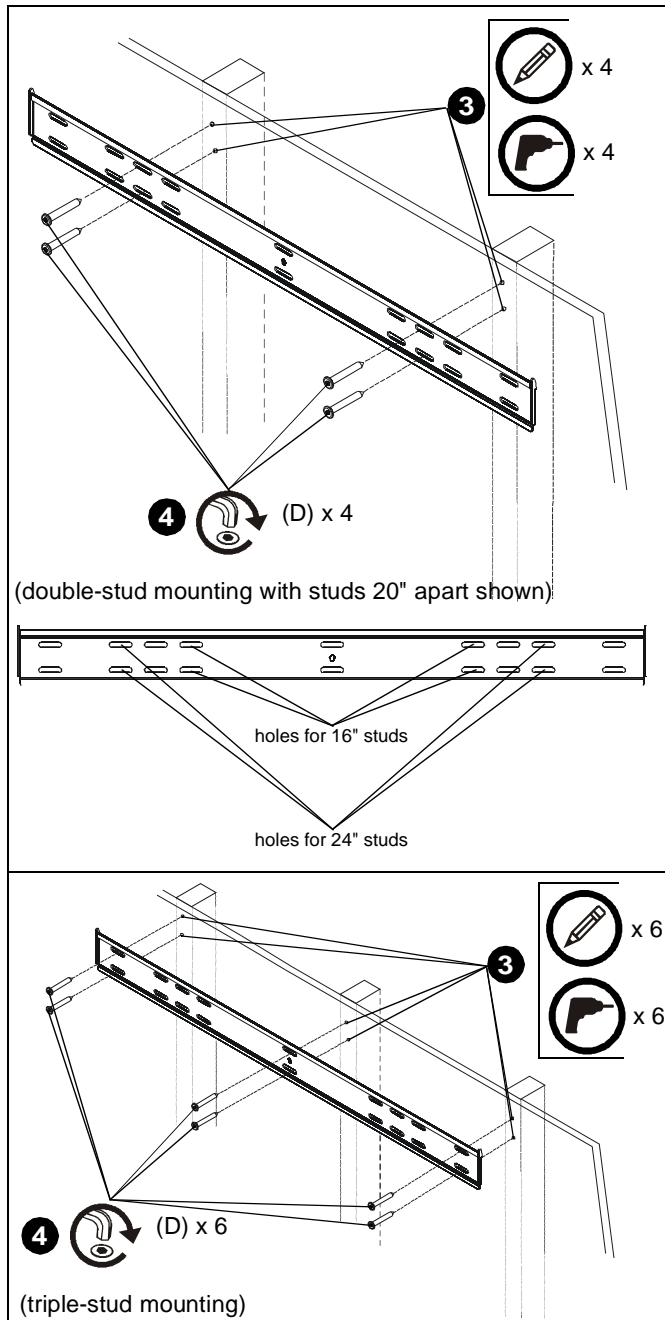 3
x 4
x 4
4
(D) x 4
(double-stud mounting with studs 20" apart shown)
holes for 16" studs
holes for 24" studs
3
x 6
x 6
4
(D) x 6
(triple-stud mounting)